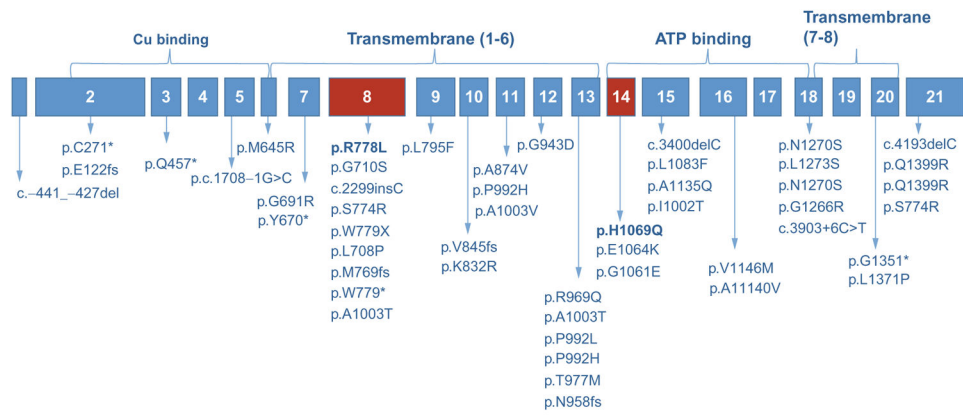 Cu binding
Transmembrane (1-6)
ATP binding
Transmembrane
(7-8)
2
3
4
5
7
8
9
10
11
12
13
14
15
16
17
18
19
20
21
c.–441_–427del
p.C271*
p.E122fs
p.Q457*
p.c.1708–1G>C
p.M645R
p.G691R
p.Y670*
p.R778L
p.G710S
c.2299insC
p.S774R
p.W779X
p.L708P
p.M769fs
p.W779*
p.A1003T
p.L795F
p.V845fs
p.K832R
p.A874V
p.P992H
p.A1003V
p.G943D
p.R969Q
p.A1003T
p.P992L
p.P992H
p.T977M
p.N958fs
p.H1069Q
p.E1064K
p.G1061E
c.3400delC
p.L1083F
p.A1135Q
p.I1002T
p.V1146M
p.A11140V
p.N1270S
p.L1273S
p.N1270S
p.G1266R
c.3903+6C>T
p.G1351*
p.L1371P
c.4193delC
p.Q1399R
p.Q1399R
p.S774R